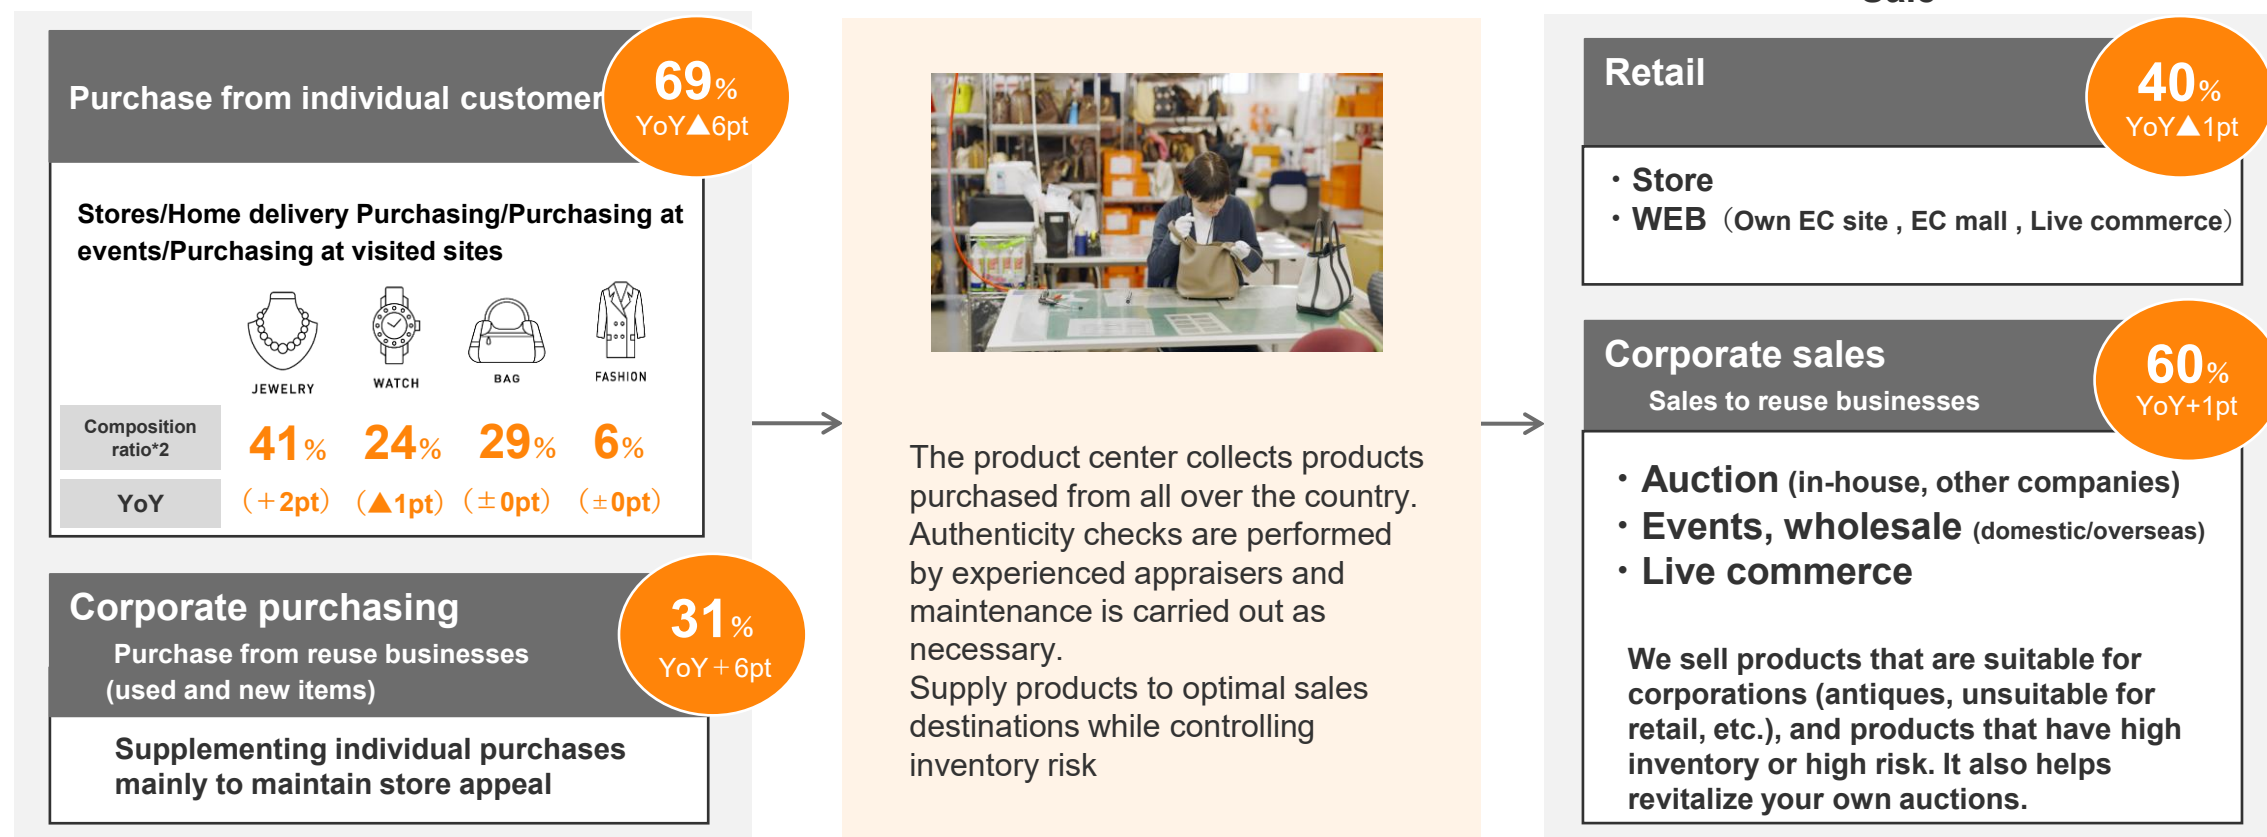 Sale
Purchase from individual customer
69%
YoY▲6pt
Stores/Home delivery Purchasing/Purchasing at
events/Purchasing at visited sites
JEWELRY
WATCH
BAG
FASHION
Composition
ratio*2
41%
24%
29%
6%
YoY
（＋2pt）
（▲1pt）
（±0pt）
（±0pt）
Corporate purchasing
Purchase from reuse businesses
(used and new items)
31%
YoY＋6pt
Supplementing individual purchases
mainly to maintain store appeal
The product center collects products
purchased from all over the country.
Authenticity checks are performed
by experienced appraisers and
maintenance is carried out as
necessary.
Supply products to optimal sales
destinations while controlling
inventory risk
Retail
40%
YoY▲1pt
・Store
・WEB（Own EC site , EC mall , Live commerce）
Corporate sales
Sales to reuse businesses
60%
YoY+1pt
・Auction (in-house, other companies)
・Events, wholesale (domestic/overseas)
・Live commerce
We sell products that are suitable for
corporations (antiques, unsuitable for
retail, etc.), and products that have high
inventory or high risk. It also helps
revitalize your own auctions.